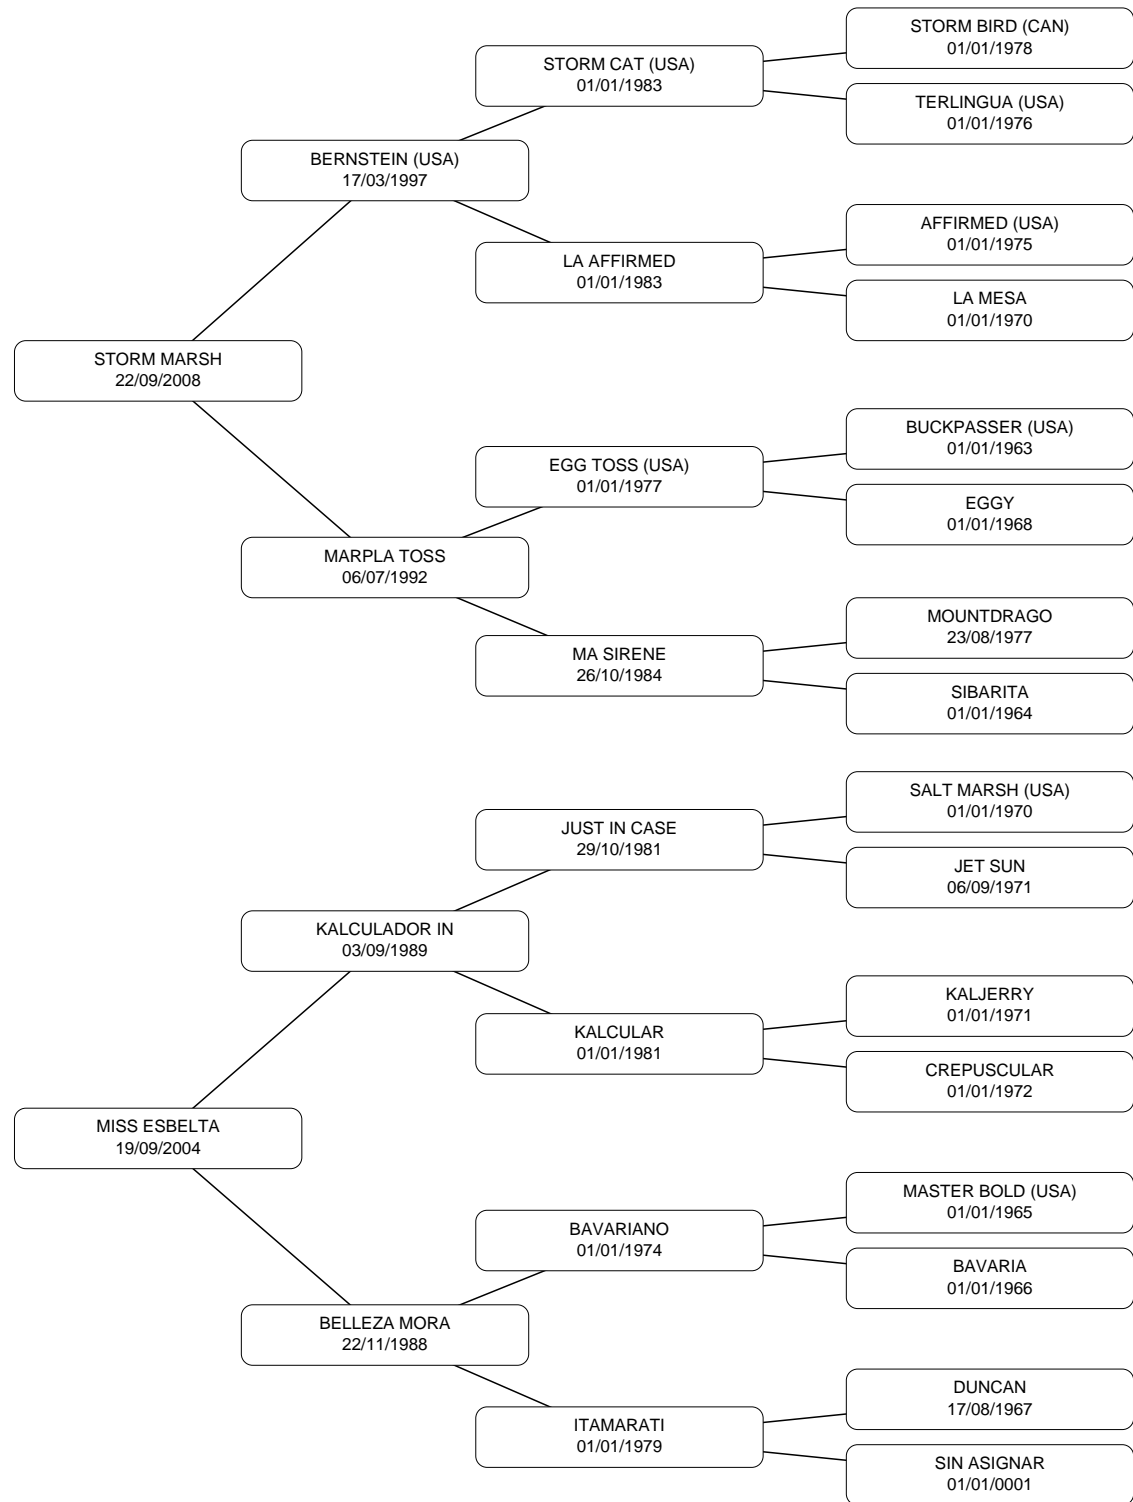 STORM BIRD (CAN)
01/01/1978
STORM CAT (USA)
01/01/1983
TERLINGUA (USA)
01/01/1976
BERNSTEIN (USA)
17/03/1997
AFFIRMED (USA)
01/01/1975
LA AFFIRMED
01/01/1983
LA MESA
01/01/1970
STORM MARSH
22/09/2008
BUCKPASSER (USA)
01/01/1963
EGG TOSS (USA)
01/01/1977
EGGY
01/01/1968
MARPLA TOSS
06/07/1992
MOUNTDRAGO
23/08/1977
MA SIRENE
26/10/1984
SIBARITA
01/01/1964
SALT MARSH (USA)
01/01/1970
JUST IN CASE
29/10/1981
JET SUN
06/09/1971
KALCULADOR IN
03/09/1989
KALJERRY
01/01/1971
KALCULAR
01/01/1981
CREPUSCULAR
01/01/1972
MISS ESBELTA
19/09/2004
MASTER BOLD (USA)
01/01/1965
BAVARIANO
01/01/1974
BAVARIA
01/01/1966
BELLEZA MORA
22/11/1988
DUNCAN
17/08/1967
ITAMARATI
01/01/1979
SIN ASIGNAR
01/01/0001